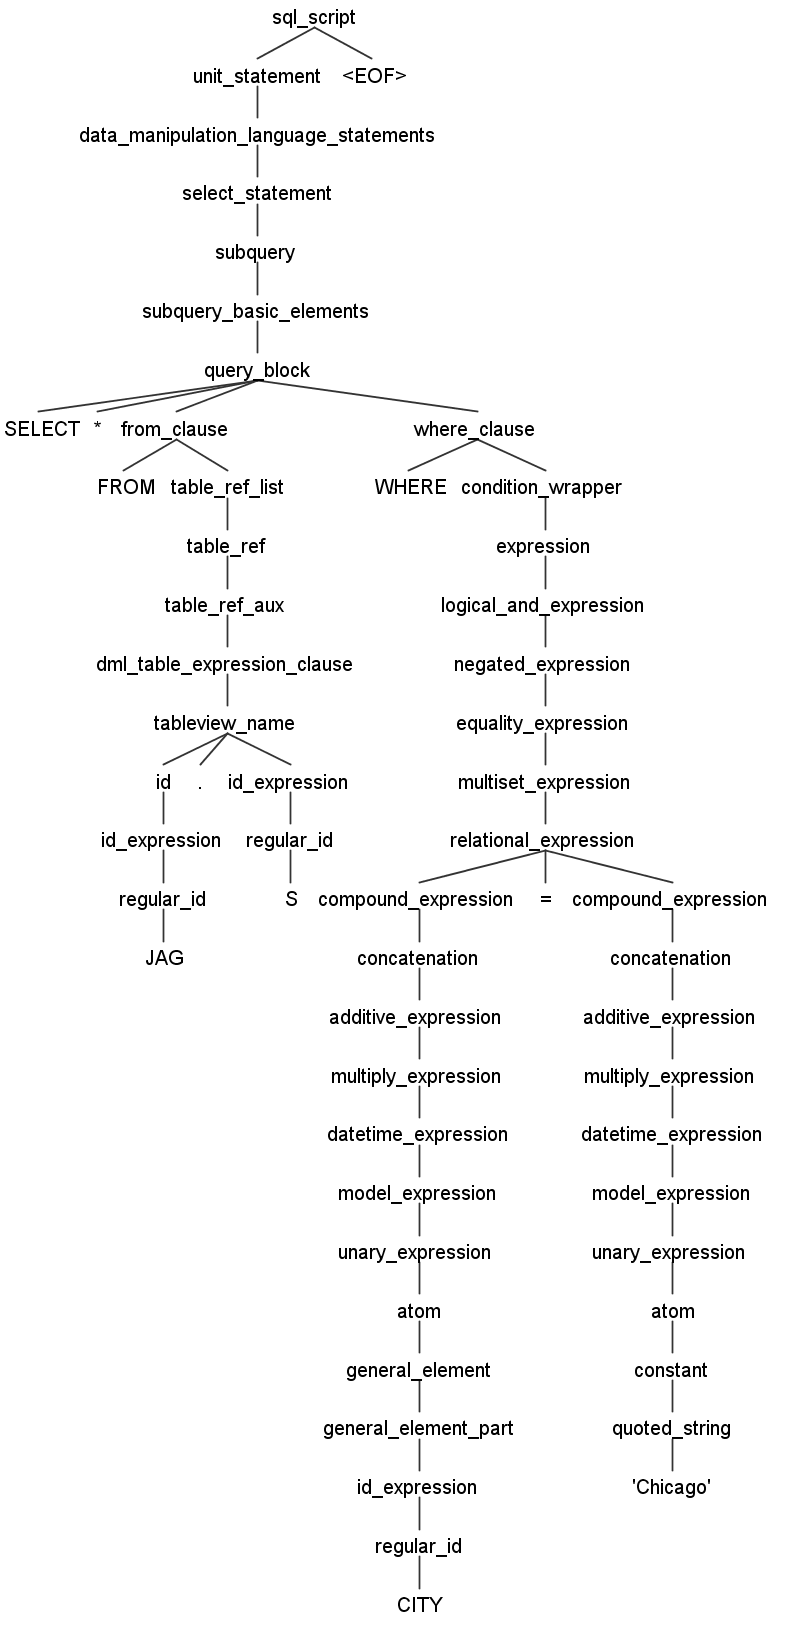 sql_script
unit_statement <EOF>
data_manipulation_language_statements
select_statement
subquery
subquery_basic_elements
query_block
SELECT * from_clause where_clause
FROM table_ref_list WHERE condition_wrapper
table_ref expression
table_ref_aux logical_and_expression
dml_table_expression_clause negated_expression
tableview_name equality_expression
id . id_expression multiset_expression
id_expression regular_id relational_expression
regular_id S compound_expression = compound_expression
JAG concatenation concatenation
additive_expression additive_expression
multiply_expression multiply_expression
datetime_expression datetime_expression
model_expression model_expression
unary_expression unary_expression
atom atom
general_element constant
general_element_part quoted_string
id_expression 'Chicago'
regular_id
CITY